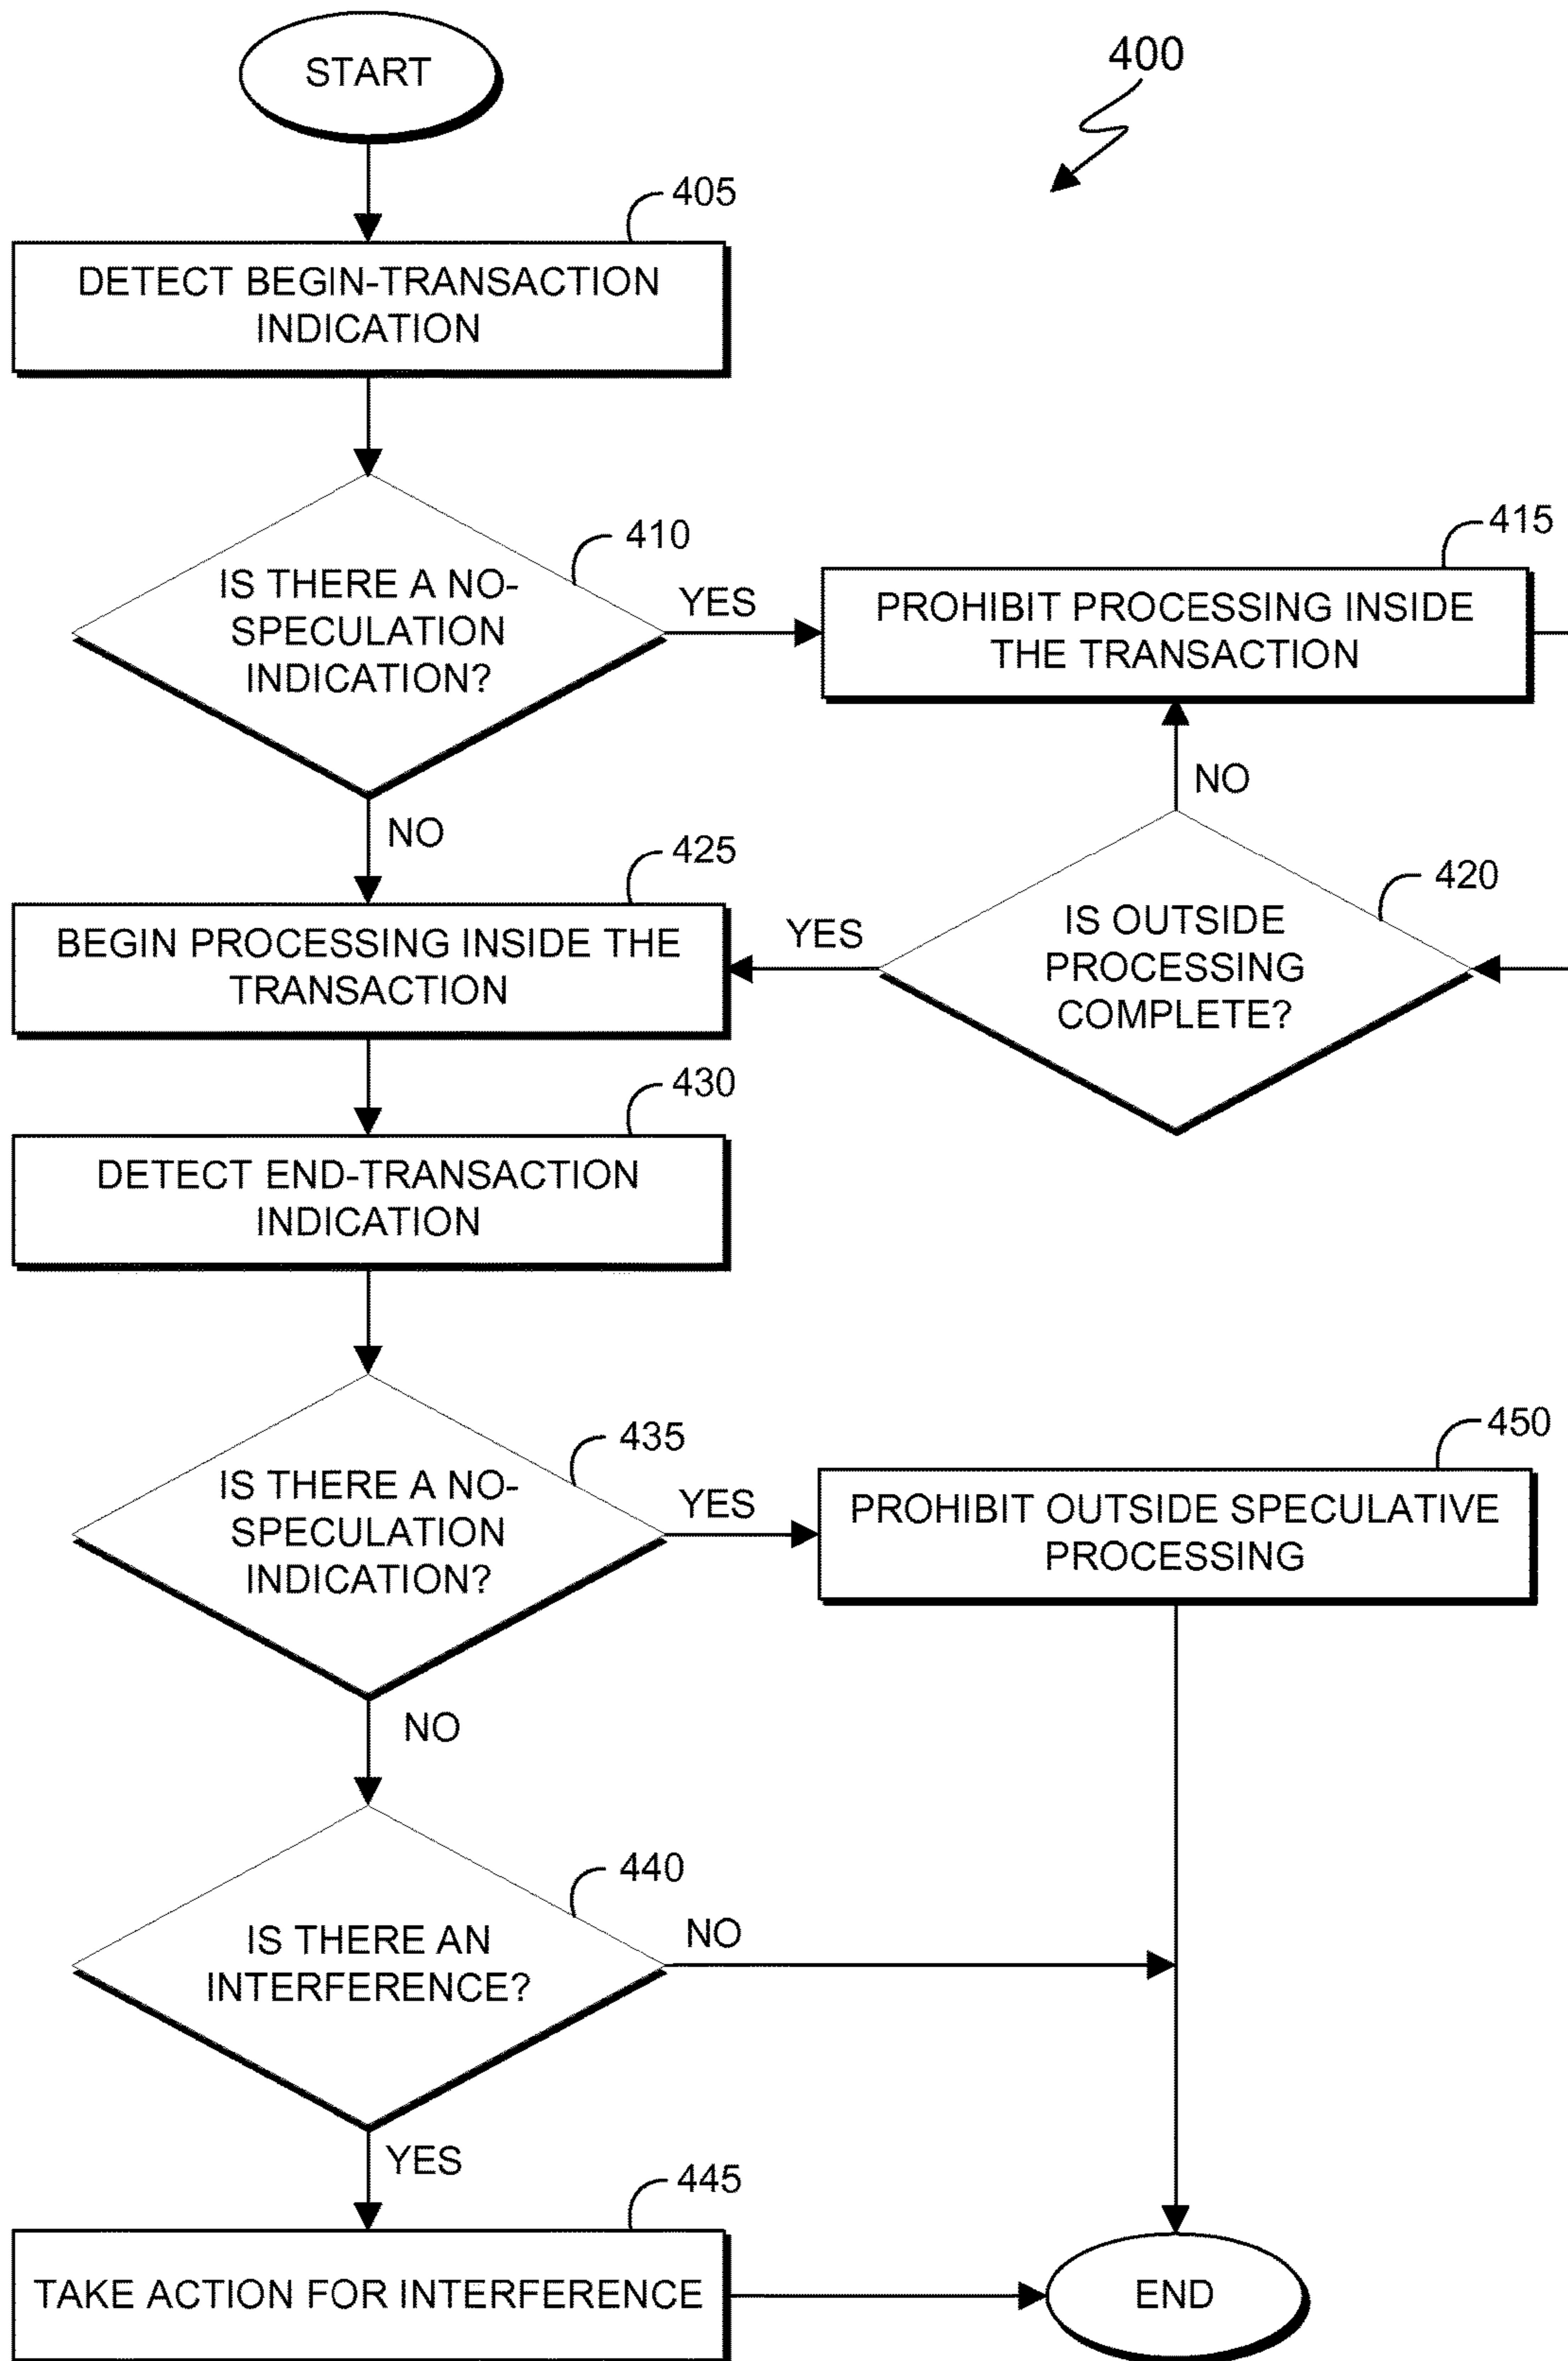 START
400
405
DETECT BEGIN-TRANSACTION
INDICATION
410
IS THERE A NO-
SPECULATION
INDICATION?
YES
415
PROHIBIT PROCESSING INSIDE
THE TRANSACTION
NO
NO
420
IS OUTSIDE
PROCESSING
COMPLETE?
YES
425
BEGIN PROCESSING INSIDE THE
TRANSACTION
430
DETECT END-TRANSACTION
INDICATION
435
IS THERE A NO-
SPECULATION
INDICATION?
YES
450
PROHIBIT OUTSIDE SPECULATIVE
PROCESSING
NO
440
IS THERE AN
INTERFERENCE?
NO
YES
445
TAKE ACTION FOR INTERFERENCE
END